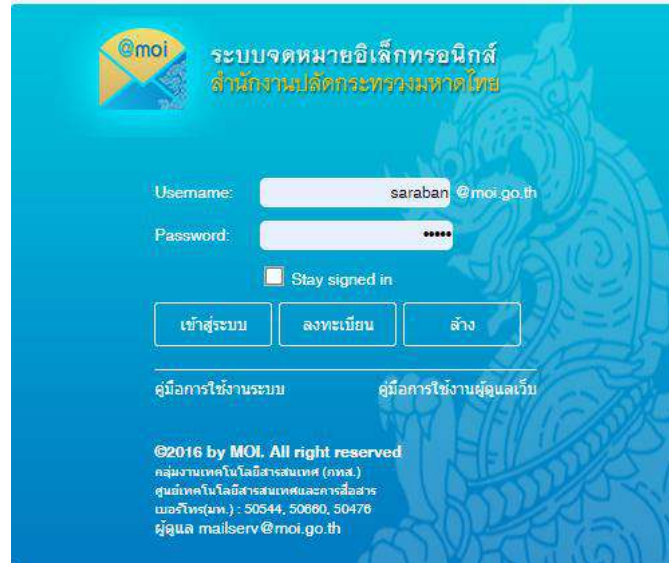 @moi
ระบบจดหมายอิเล็กทรอนิกส์
สำนักงานปลัดกระทรวงมหาดไทย
Username: saraban @moi.go.th
Password: •••••
Stay signed in
เข้าสู่ระบบ ลงทะเบียน ล้าง
คู่มือการใช้งานระบบ คู่มือการใช้งานผู้ดูแลเว็บ
©2016 by MOI. All right reserved
กลุ่มงานเทคโนโลยีสารสนเทศ (กทส.)
ศูนย์เทคโนโลยีสารสนเทศและการสื่อสาร
เบอร์โทร(มท.) : 50544, 50660, 50476
ผู้ดูแล mailserv@moi.go.th